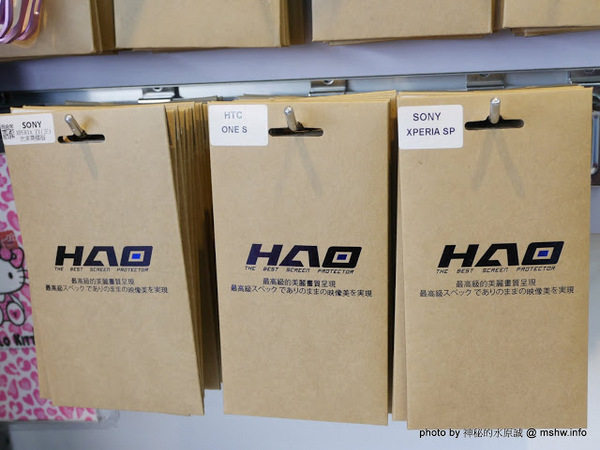 SONY
HTC
ONE S
SONY
XPERIA SP
HAO
THE BEST SCREEN PROTECTOR
最高級的美麗畫質呈現
最高級スペックでありのままの映像美を実現
HAO
THE BEST SCREEN PROTECTOR
最高級的美麗畫質呈現
最高級スペックでありのままの映像美を実現
HAO
THE BEST SCREEN PROTECTOR
最高級的美麗畫質呈現
最高級スペックでありのままの映像美を実現
photo by 神秘的水原誠 @ mshw.info